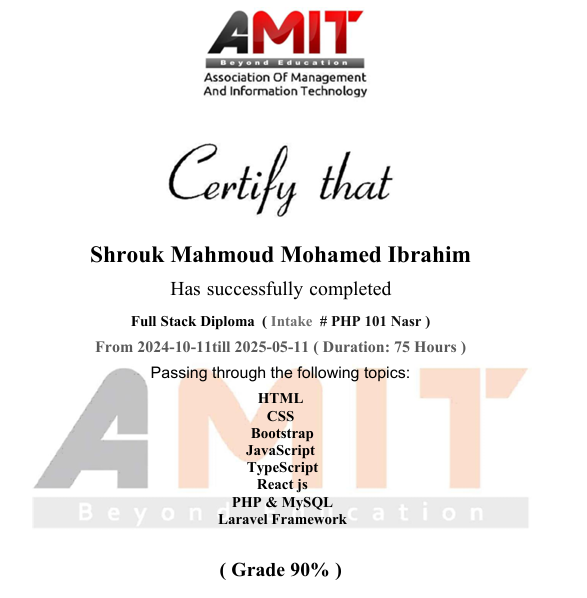 AMIT
Beyond Education
Association Of Management
And Information Technology
Certify that
Shrouk Mahmoud Mohamed Ibrahim
Has successfully completed
Full Stack Diploma ( Intake # PHP 101 Nasr )
From 2024-10-11till 2025-05-11 ( Duration: 75 Hours )
Passing through the following topics:
AMIT
HTML
CSS
Bootstrap
JavaScript
TypeScript
React js
PHP & MySQL
Beyond Education
Laravel Framework
( Grade 90% )